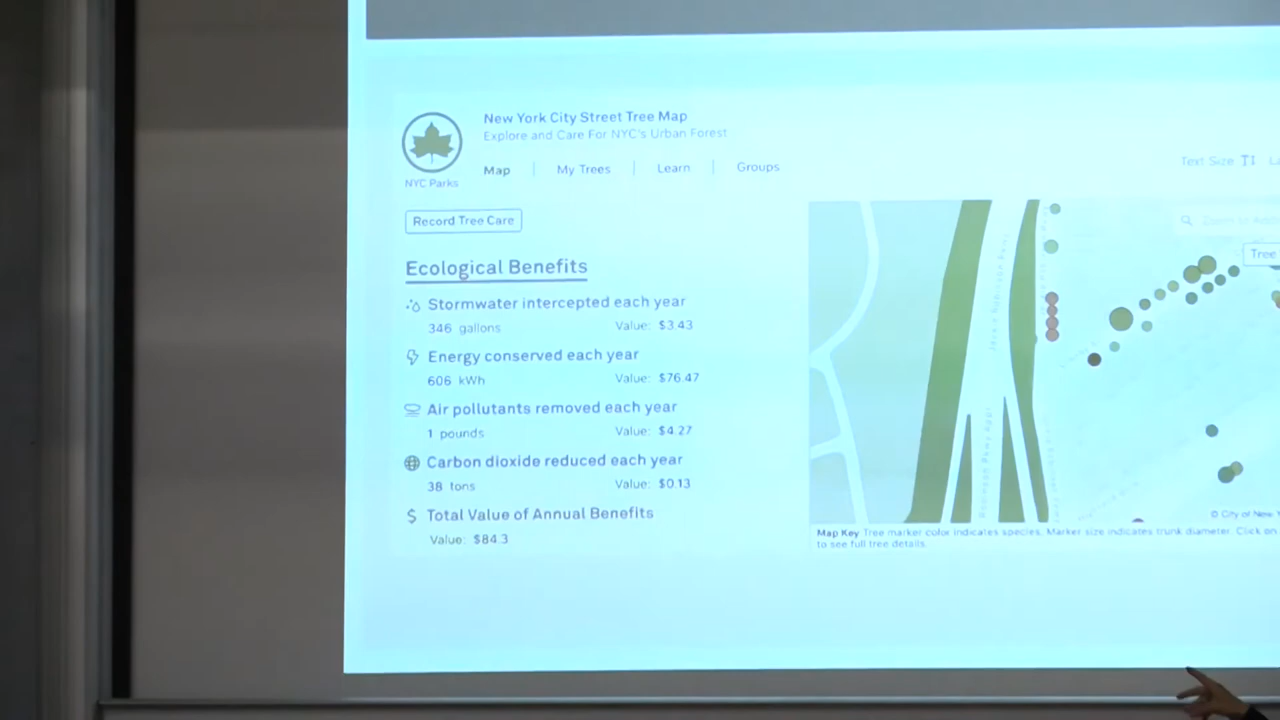 New York City Street Tree Map
Explore and Care For NYC's Urban Forest
NYC Parks
Map | My Trees | Learn | Groups
Text Size
Record Tree Care
Ecological Benefits
Stormwater intercepted each year
346 gallons Value: $3.43
Energy conserved each year
606 kWh Value: $76.47
Air pollutants removed each year
1 pounds Value: $4.27
Carbon dioxide reduced each year
38 tons Value: $0.13
$ Total Value of Annual Benefits
Value: $84.3
Zoom to
Tree
© City of New
Map Key Tree marker color indicates species. Marker size indicates trunk diameter. Click on
to see full tree details.